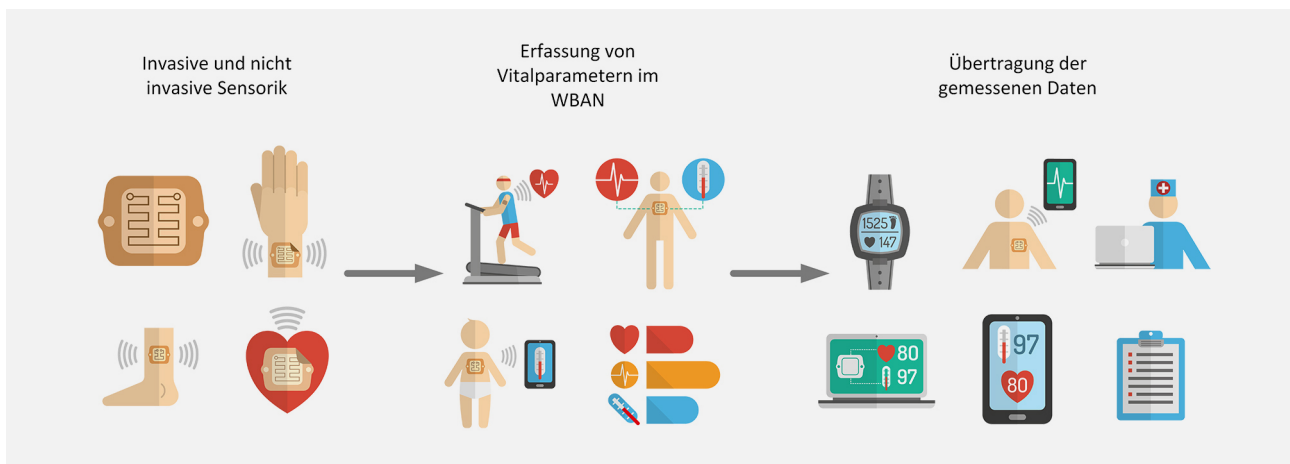 Invasive und nicht
invasive Sensorik
Erfassung von
Vitalparametern im
WBAN
Übertragung der
gemessenen Daten
1525
147
80
97
97
80